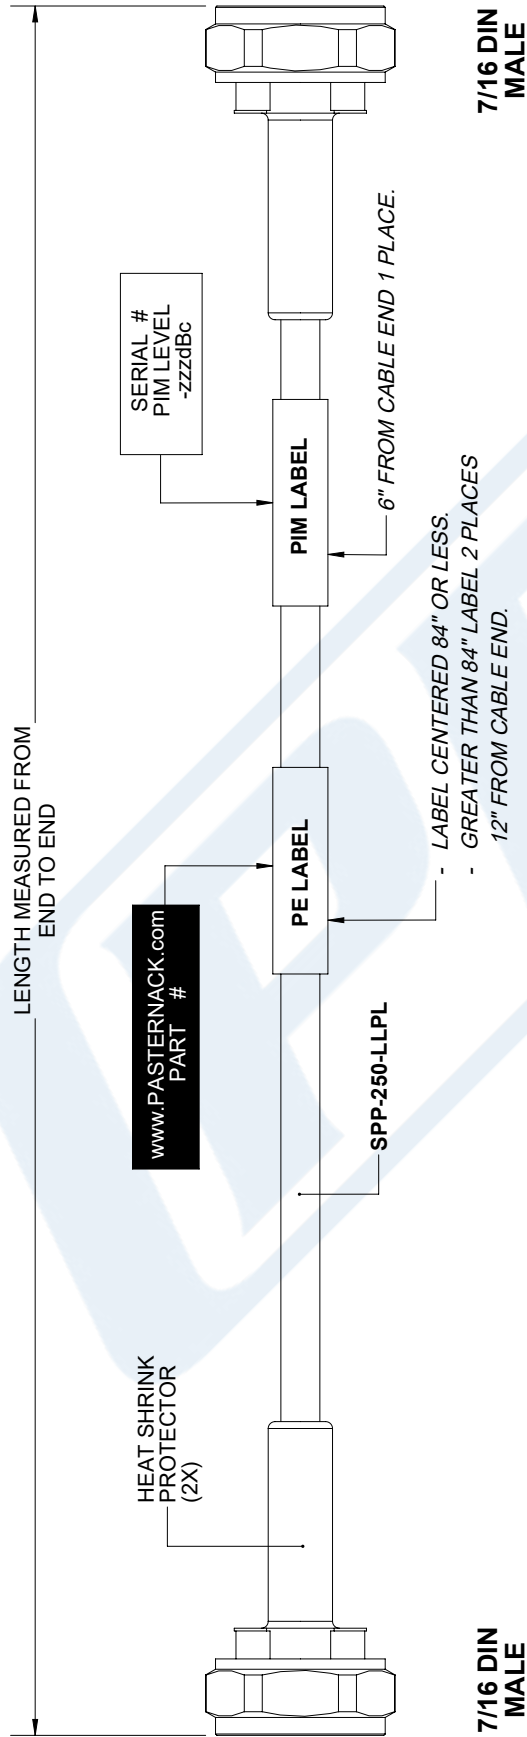 LENGTH MEASURED FROM
END TO END
HEAT SHRINK
PROTECTOR
(2X)
www.PASTERNACK.com
PART #
SERIAL #
PIM LEVEL
-zzzdBc
PE LABEL
PIM LABEL
SPP-250-LLPL
6" FROM CABLE END 1 PLACE.
- LABEL CENTERED 84" OR LESS.
- GREATER THAN 84" LABEL 2 PLACES
12" FROM CABLE END.
7/16 DIN
MALE
7/16 DIN
MALE